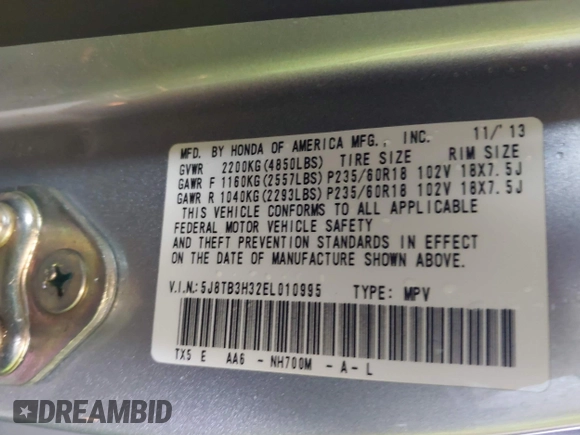 MFD. BY HONDA OF AMERICA MFG., INC. 11/'13
GVWR 2200KG(4850LBS) TIRE SIZE RIM SIZE
GAWR F 1160KG(2557LBS)P235/60R18 102V 18X7.5J
GAWR R 1040KG(2293LBS)P235/60R18 102V 18X7.5J
THIS VEHICLE CONFORMS TO ALL APPLICABLE
FEDERAL MOTOR VEHICLE SAFETY
AND THEFT PREVENTION STANDARDS IN EFFECT
ON THE DATE OF MANUFACTURE SHOWN ABOVE.
V.I.N.:5J8TB3H32EL010995 TYPE: MPV
TX5 E AA6 - NH700M - A-L
DREAMBID